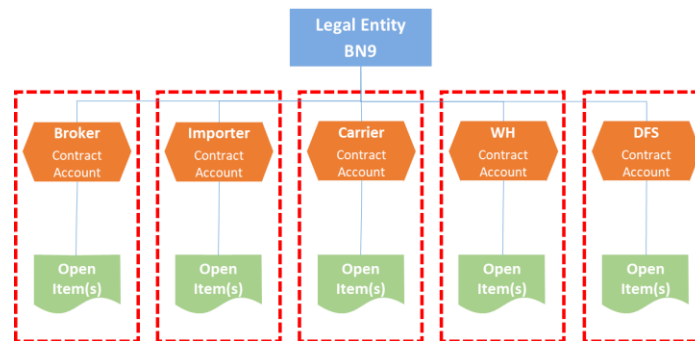 Legal Entity
BN9
Broker
Contract
Account
Importer
Contract
Account
Carrier
Contract
Account
WH
Contract
Account
DFS
Contract
Account
Open
Item(s)
Open
Item(s)
Open
Item(s)
Open
Item(s)
Open
Item(s)